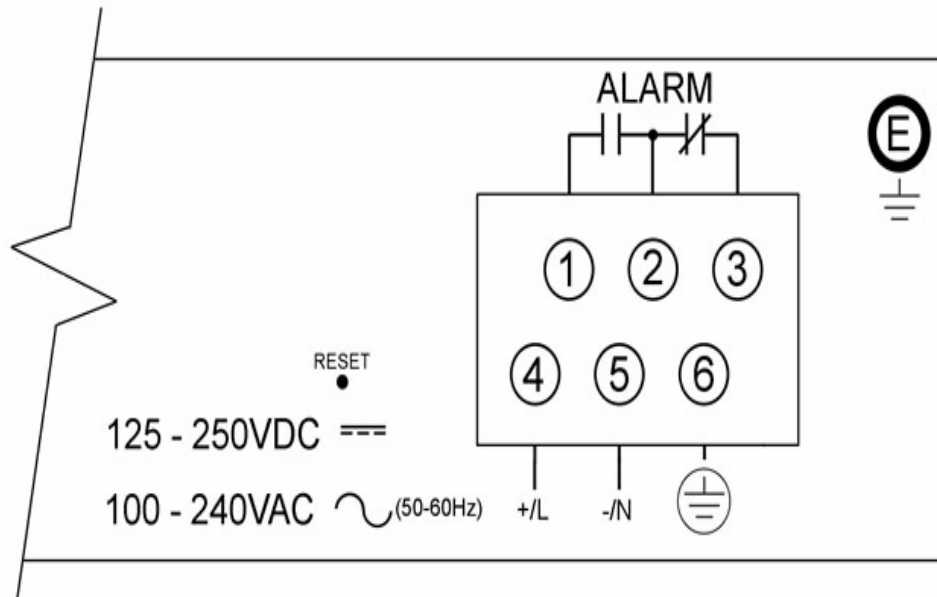 ALARM
E
1 2 3
RESET
4 5 6
125 - 250VDC
100 - 240VAC (50-60Hz) +/L -/N